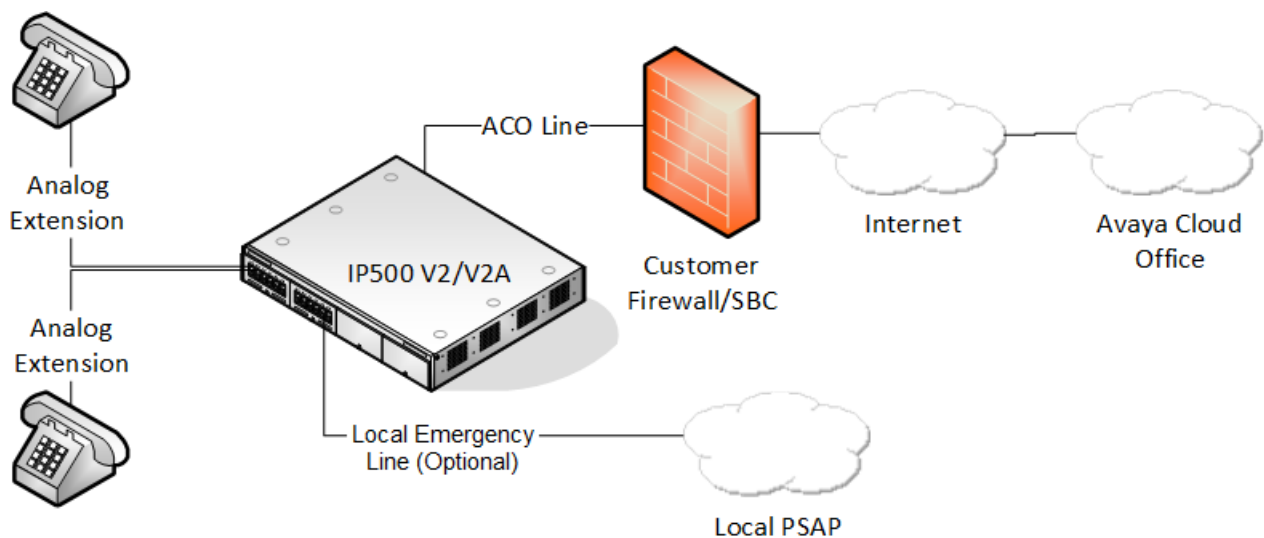 ACO Line
Analog
Extension
IP500 V2/V2A
Internet
Avaya Cloud
Office
Customer
Firewall/SBC
Analog
Extension
Local Emergency
Line (Optional)
Local PSAP